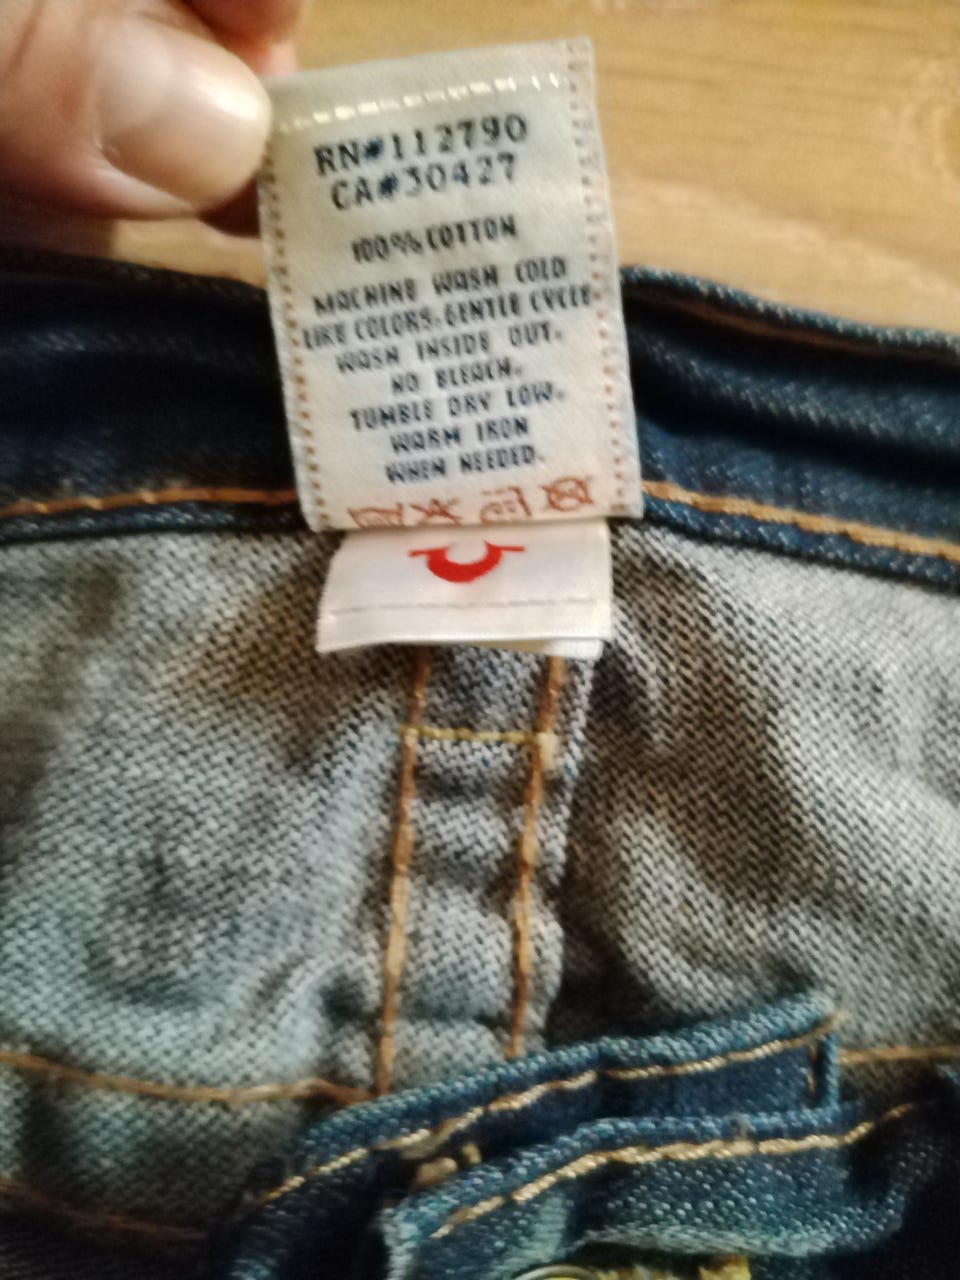 RN#112790
CA#30427
100% COTTON
MACHINE WASH COLD
LIKE COLORS. GENTLE CYCLE
WASH INSIDE OUT.
NO BLEACH.
TUMBLE DRY LOW.
WARM IRON
WHEN NEEDED.